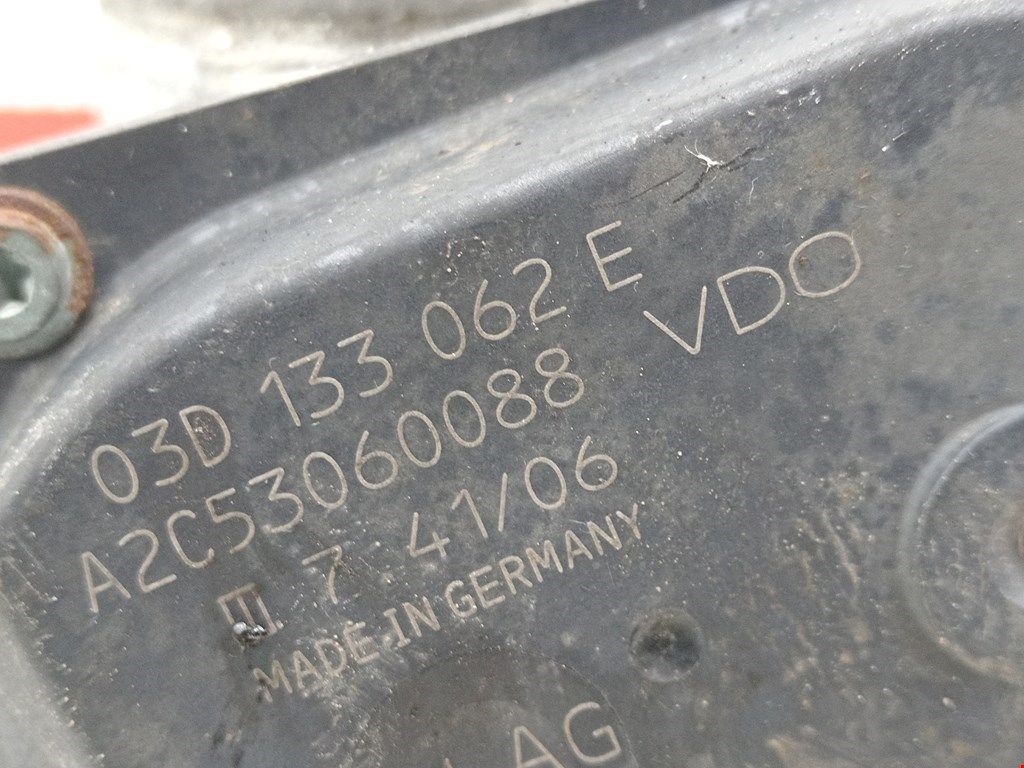 03D 133 062 E
VDO
A2C53060088
7 41/06
MADE IN GERMANY
AG